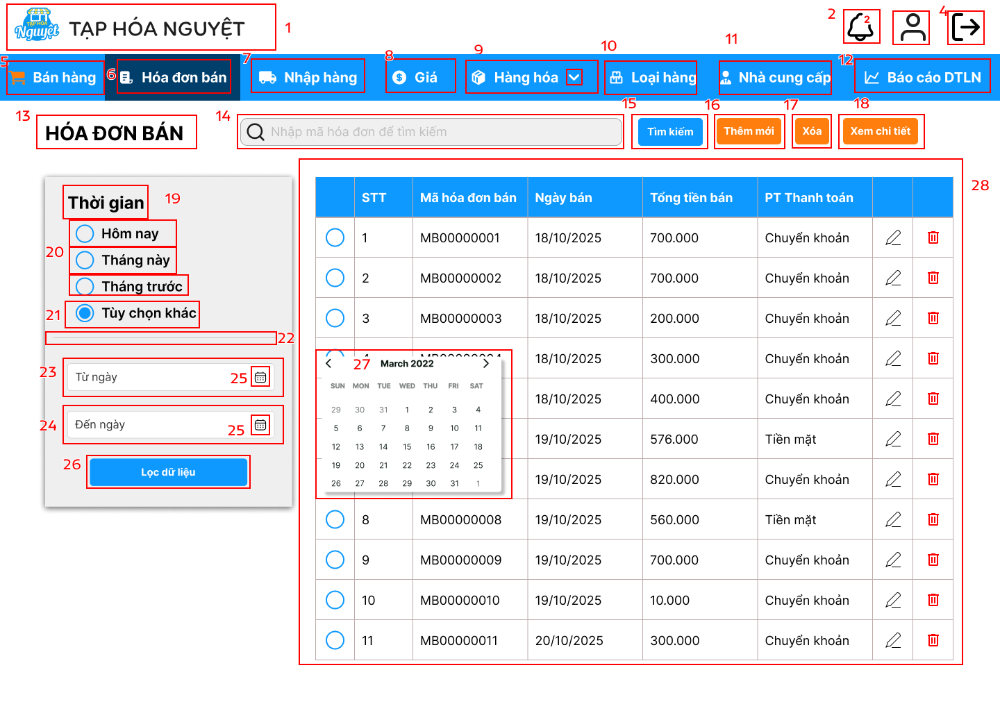 TẠP HÓA
Nguyệt
TẠP HÓA NGUYỆT
1
2
2
4
5
Bán hàng
6
Hóa đơn bán
7
Nhập hàng
8
Giá
9
Hàng hóa
10
Loại hàng
11
Nhà cung cấp
12
Báo cáo DTLN
13
HÓA ĐƠN BÁN
14
Nhập mã hóa đơn để tìm kiếm
15
Tìm kiếm
16
Thêm mới
17
Xóa
18
Xem chi tiết
Thời gian
19
Hôm nay
20
Tháng này
Tháng trước
21
Tùy chọn khác
22
23
Từ ngày
25
24
Đến ngày
25
26
Lọc dữ liệu
28
STT Mã hóa đơn bán Ngày bán Tổng tiền bán PT Thanh toán
1 MB00000001 18/10/2025 700.000 Chuyển khoản
2 MB00000002 18/10/2025 700.000 Chuyển khoản
3 MB00000003 18/10/2025 200.000 Chuyển khoản
18/10/2025 300.000 Chuyển khoản
18/10/2025 400.000 Chuyển khoản
19/10/2025 576.000 Tiền mặt
19/10/2025 820.000 Chuyển khoản
8 MB00000008 19/10/2025 560.000 Tiền mặt
9 MB00000009 19/10/2025 700.000 Chuyển khoản
10 MB00000010 19/10/2025 10.000 Chuyển khoản
11 MB00000011 20/10/2025 300.000 Chuyển khoản
27
March 2022
SUN MON TUE WED THU FRI SAT
29 30 31 1 2 3 4
5 6 7 8 9 10 11
12 13 14 15 16 17 18
19 20 21 22 23 24 25
26 27 28 29 30 31 1